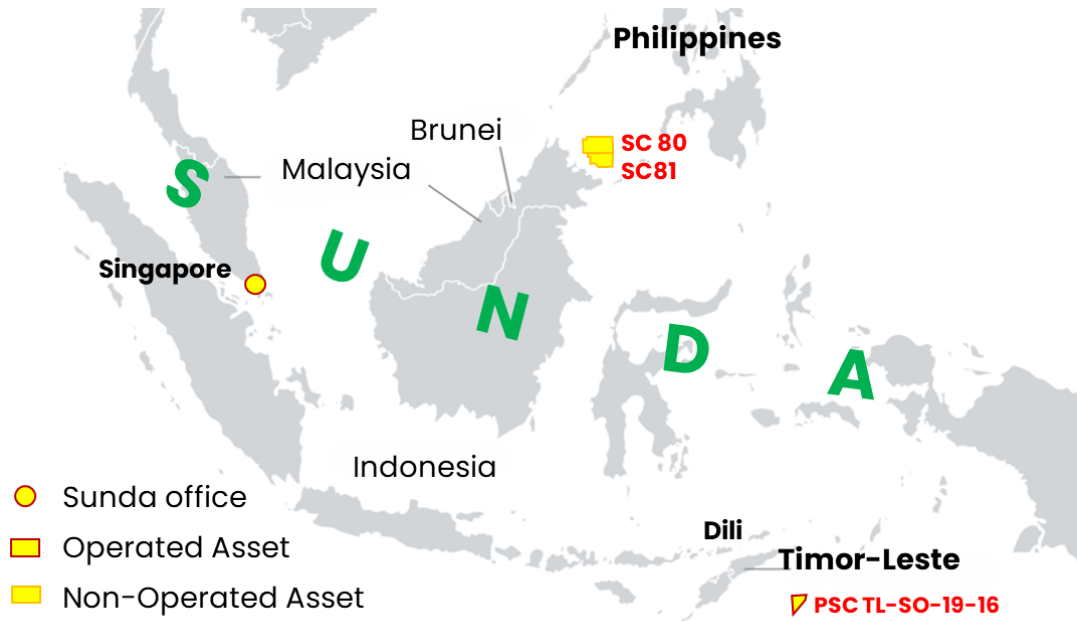 Philippines
Brunei
SC 80
SC81
Malaysia
S
U
N
D
A
Singapore
Indonesia
Sunda office
Operated Asset
Non-Operated Asset
Dili
Timor-Leste
PSC TL-SO-19-16